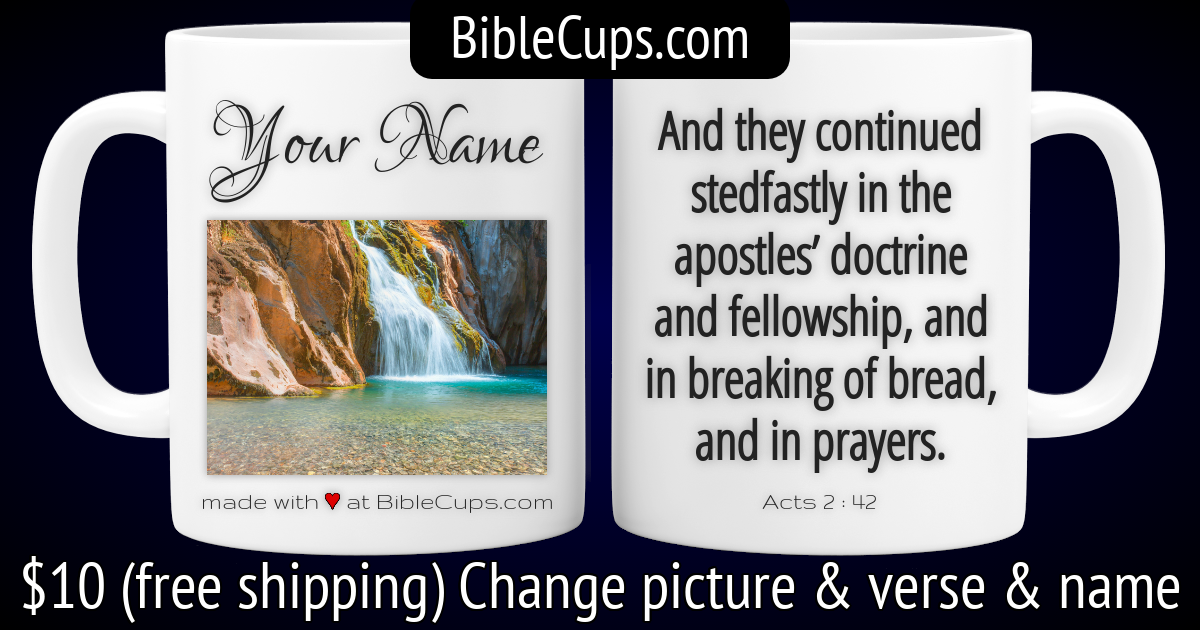 BibleCups.com
Your Name
made with ♥ at BibleCups.com
And they continued
stedfastly in the
apostles’ doctrine
and fellowship, and
in breaking of bread,
and in prayers.
Acts 2 : 42
$10 (free shipping) Change picture & verse & name